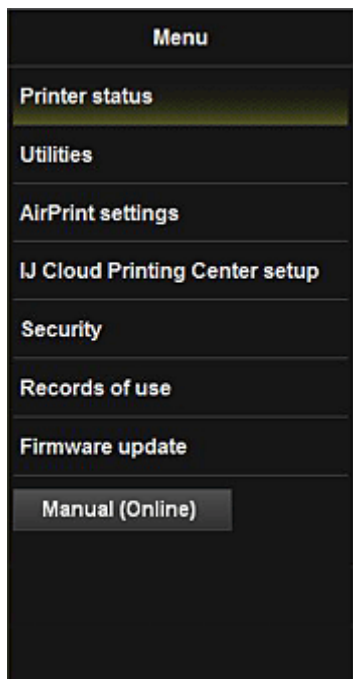 Menu
Printer status
Utilities
AirPrint settings
IJ Cloud Printing Center setup
Security
Records of use
Firmware update
Manual (Online)